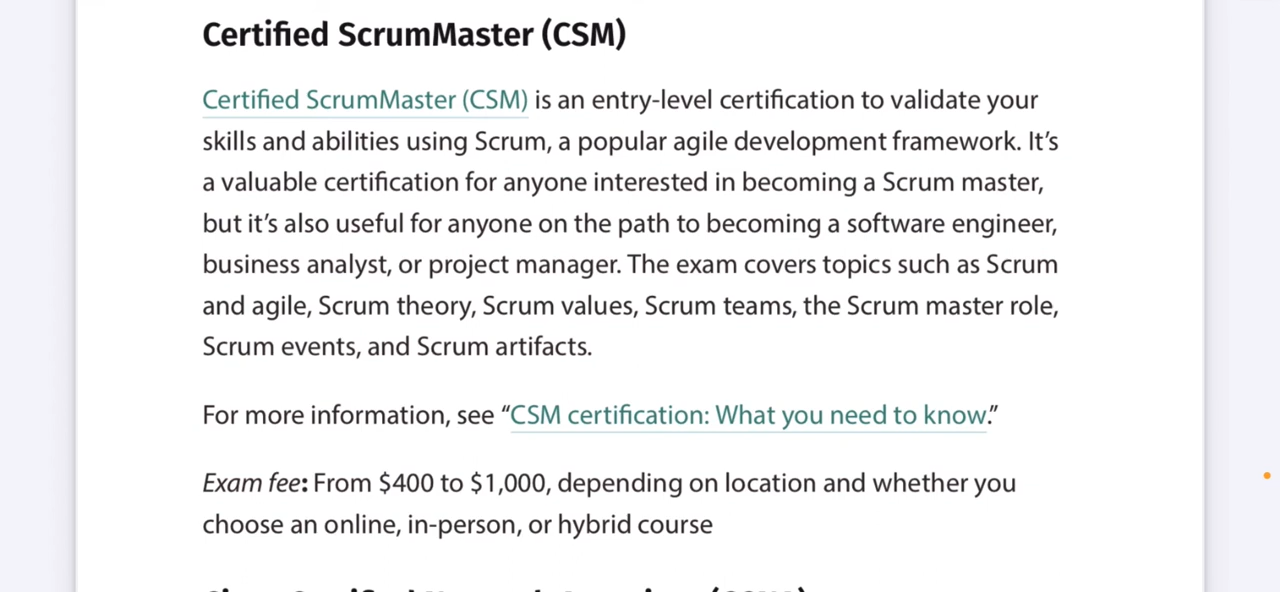 Certified ScrumMaster (CSM)
Certified ScrumMaster (CSM) is an entry-level certification to validate your
skills and abilities using Scrum, a popular agile development framework. It’s
a valuable certification for anyone interested in becoming a Scrum master,
but it’s also useful for anyone on the path to becoming a software engineer,
business analyst, or project manager. The exam covers topics such as Scrum
and agile, Scrum theory, Scrum values, Scrum teams, the Scrum master role,
Scrum events, and Scrum artifacts.
For more information, see “CSM certification: What you need to know.”
Exam fee: From $400 to $1,000, depending on location and whether you
choose an online, in-person, or hybrid course